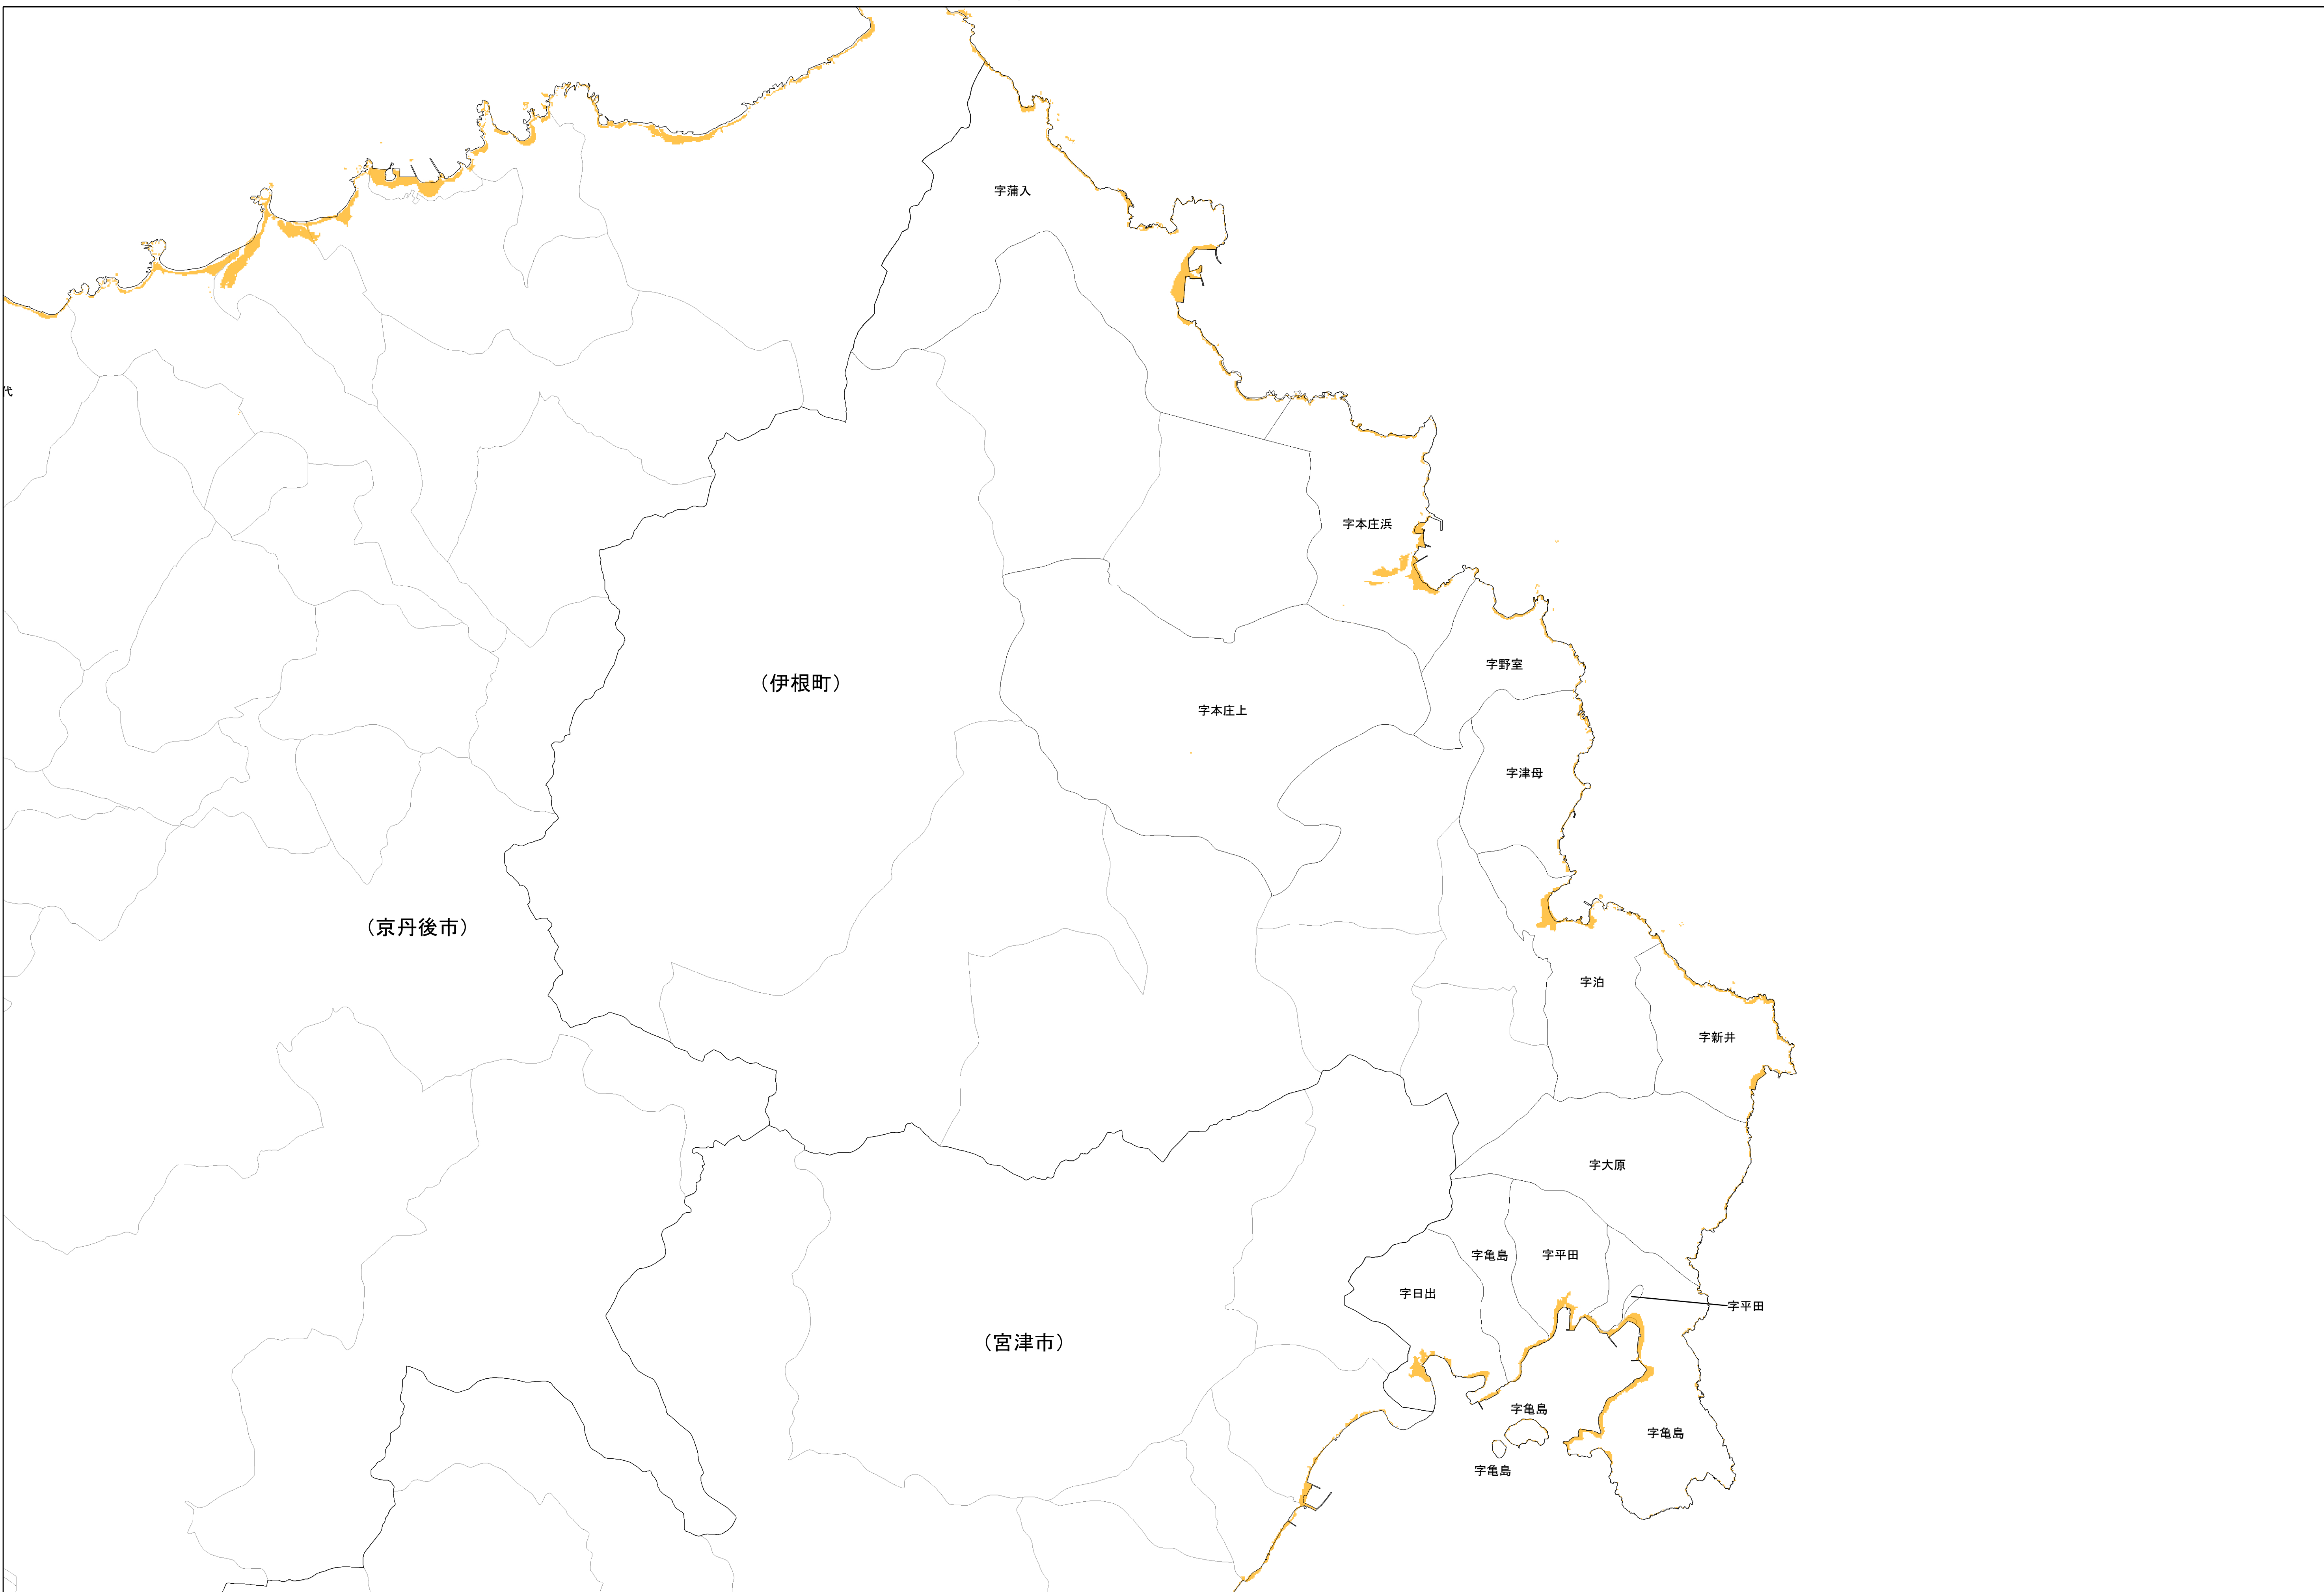 字蒲入
代
字本庄浜
字野室
（伊根町）
字本庄上
字津母
（京丹後市）
字泊
字新井
字大原
字亀島
字平田
字日出
字平田
（宮津市）
字亀島
字亀島
字亀島